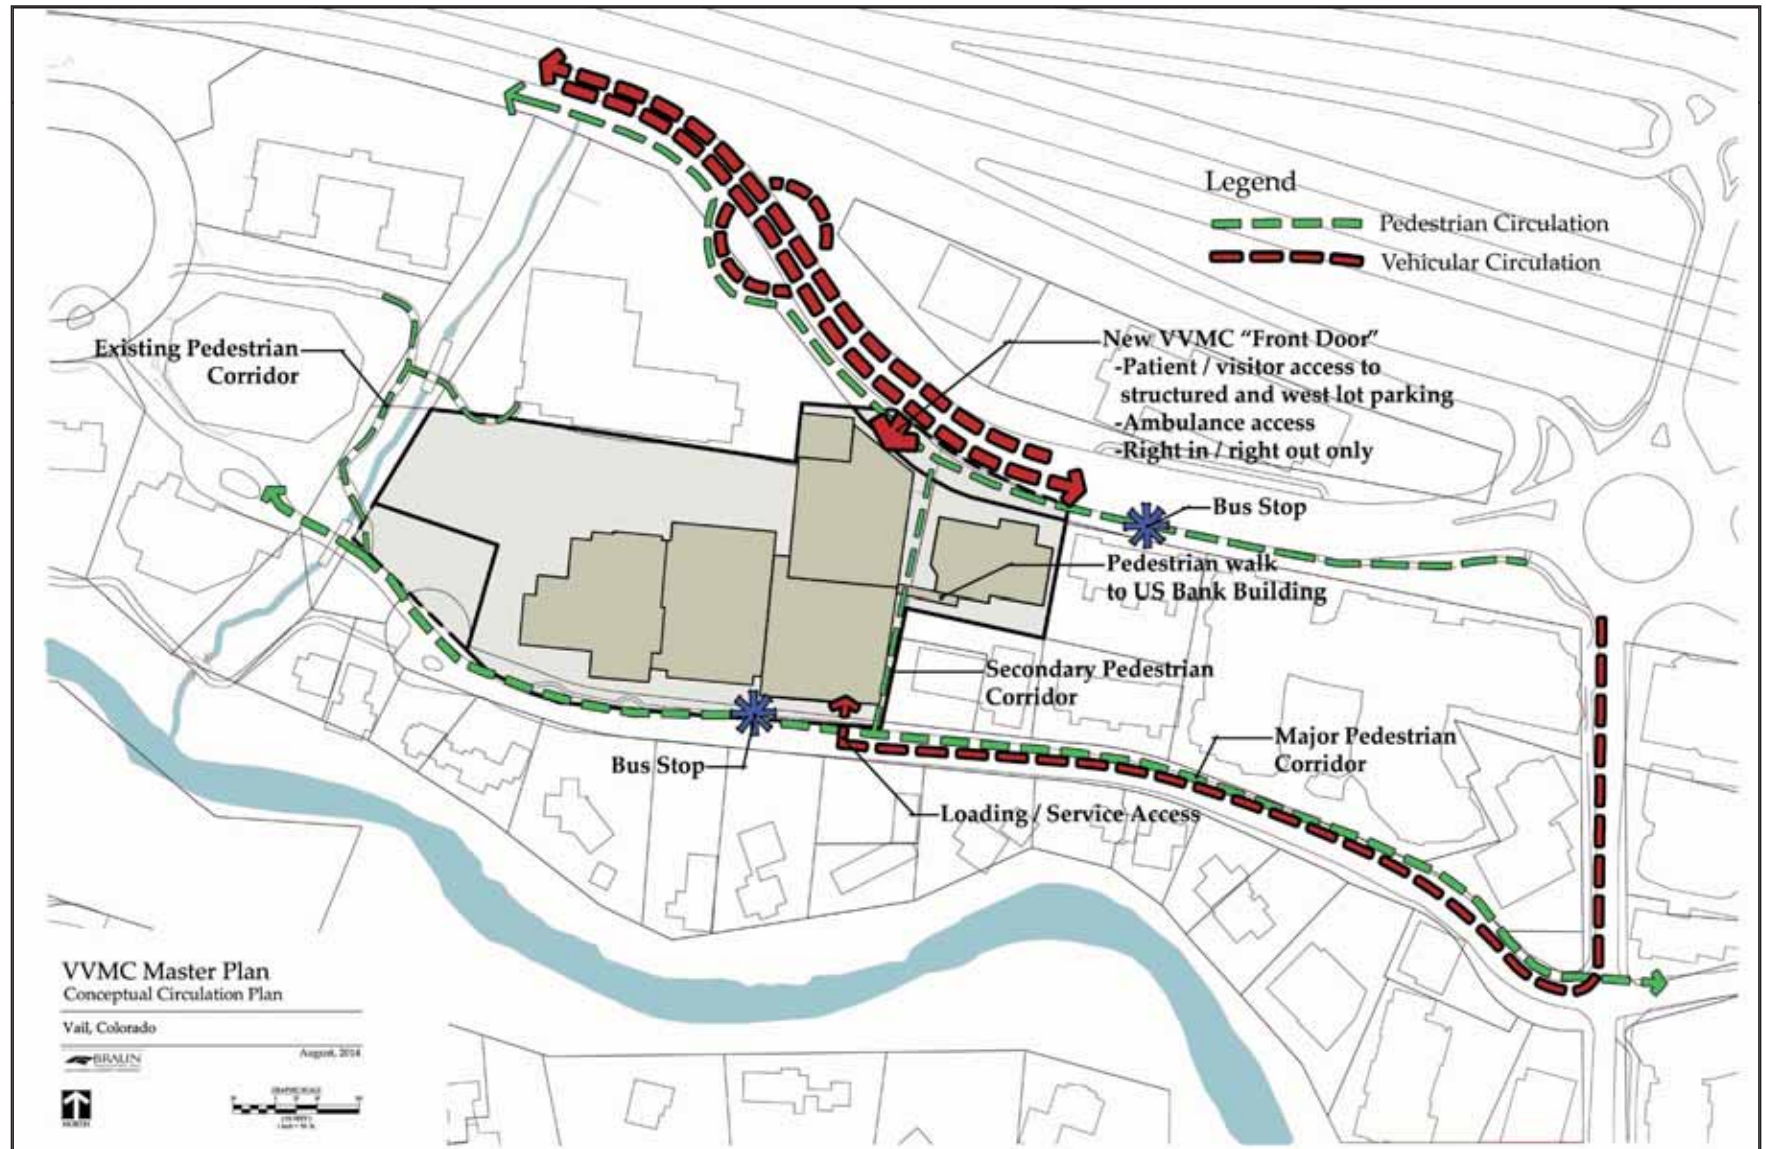 Legend
Pedestrian Circulation
Vehicular Circulation
New VVMC “Front Door”
-Patient / visitor access to
structured and west lot parking
-Ambulance access
-Right in / right out only
Existing Pedestrian
Corridor
Bus Stop
Pedestrian walk
to US Bank Building
Secondary Pedestrian
Corridor
Major Pedestrian
Corridor
Bus Stop
Loading / Service Access
VVMC Master Plan
Conceptual Circulation Plan
Vail, Colorado
August, 2014
BRAUN
NORTH
GRAPHIC SCALE